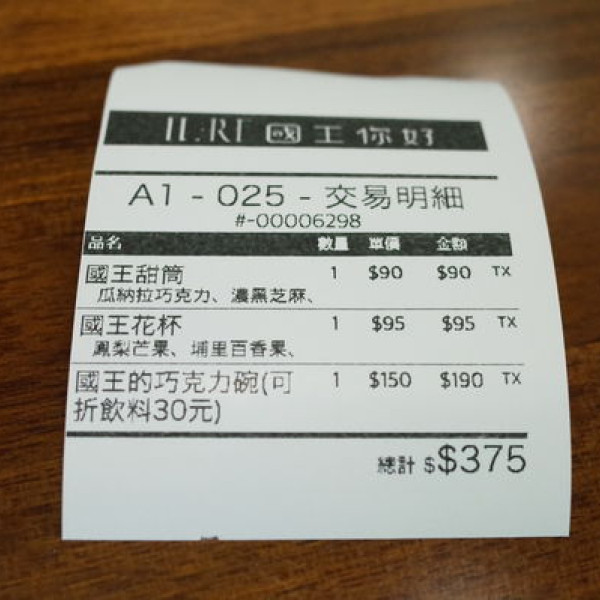 國王你好
A1 - 025 - 交易明細
#-00006298
品名 數量 單價 金額
國王甜筒 1 $90 $90 TX
瓜納拉巧克力、濃黑芝麻、
國王花杯 1 $95 $95 TX
鳳梨芒果、埔里百香果、
國王的巧克力碗(可 1 $150 $190 TX
折飲料30元)
總計 $$375